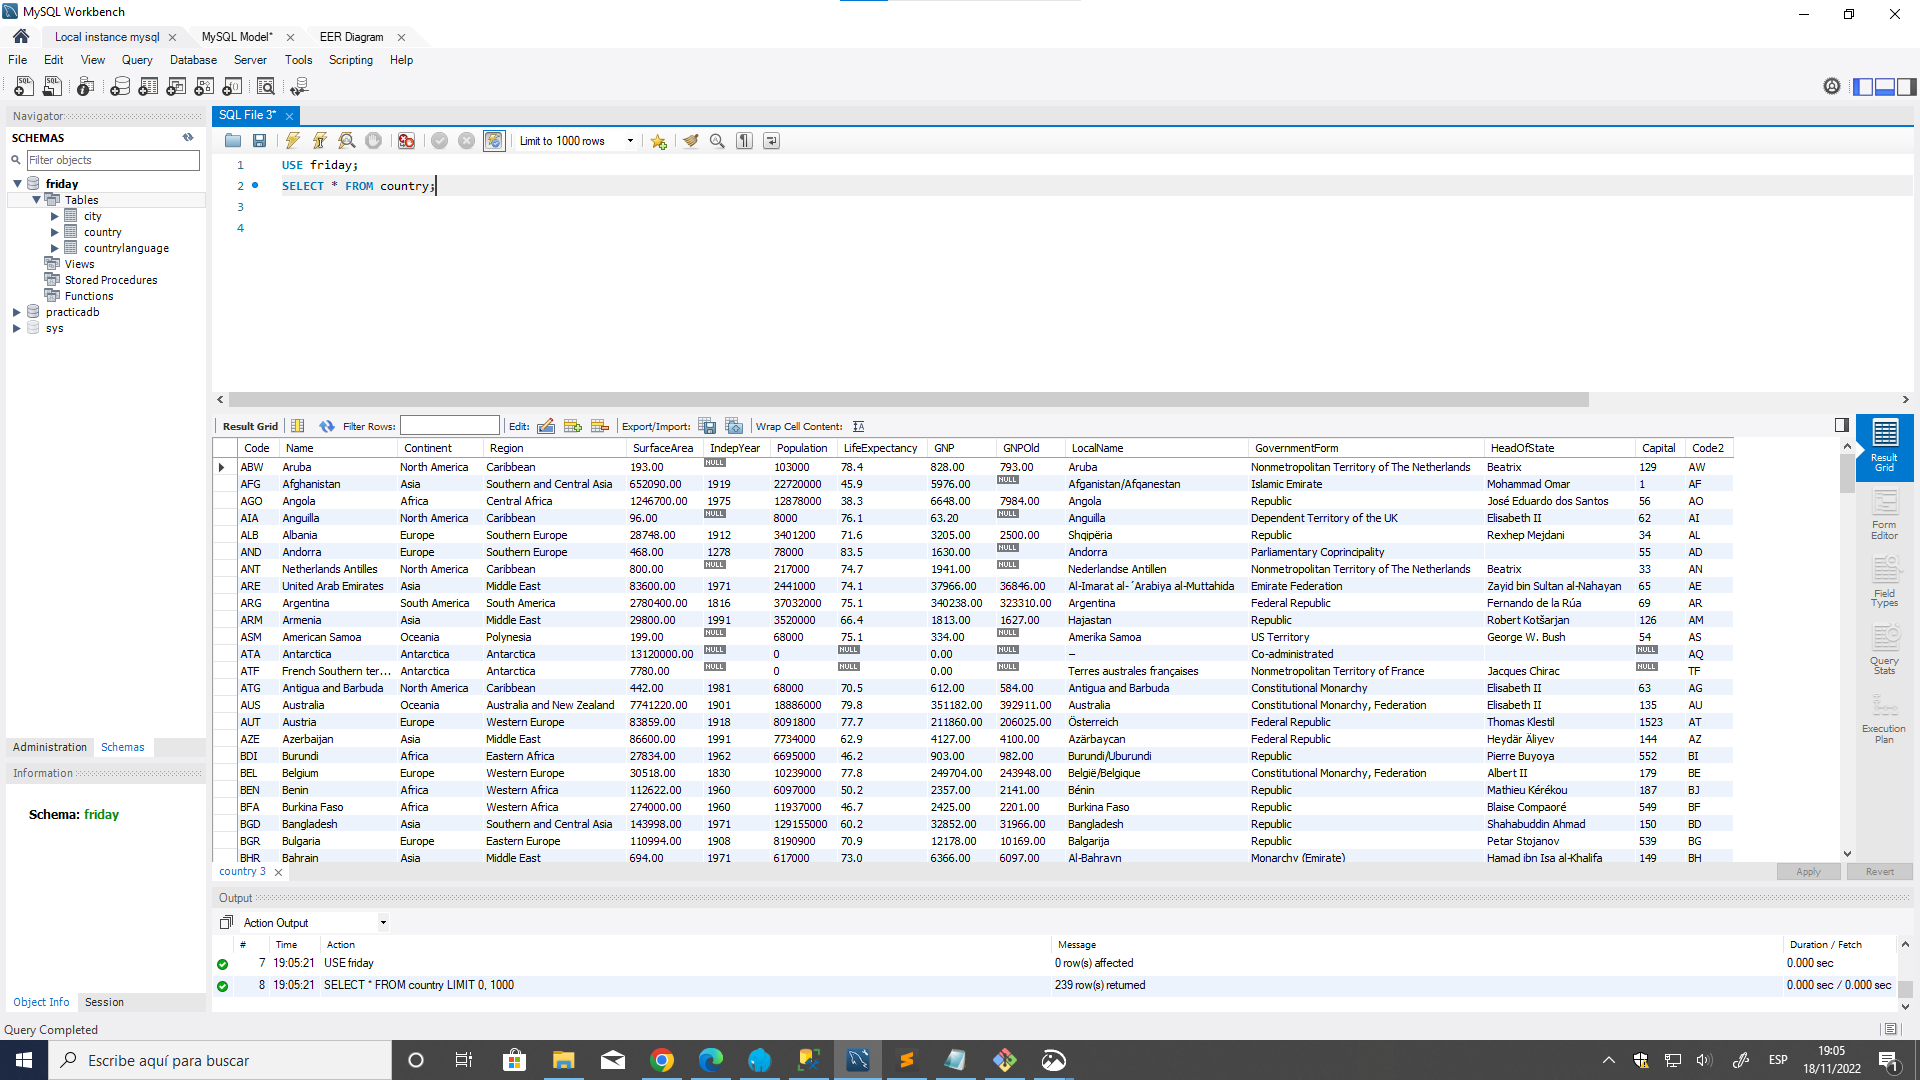 MySQL Workbench
Local instance mysql
MySQL Model*
EER Diagram
File Edit View Query Database Server Tools Scripting Help
Navigator
SCHEMAS
Filter objects
friday
Tables
city
country
countrylanguage
Views
Stored Procedures
Functions
practicadb
sys
Administration Schemas
Information
Schema: friday
Object Info Session
Query Completed
SQL File 3*
Limit to 1000 rows
1 USE friday;
2 SELECT * FROM country;
3
4
Result Grid Filter Rows: Edit: Export/Import: Wrap Cell Content:
Code Name Continent Region SurfaceArea IndepYear Population LifeExpectancy GNP GNPOld LocalName GovernmentForm HeadOfState Capital Code2
ABW Aruba North America Caribbean 193.00 NULL 103000 78.4 828.00 793.00 Aruba Nonmetropolitan Territory of The Netherlands Beatrix 129 AW
AFG Afghanistan Asia Southern and Central Asia 652090.00 1919 22720000 45.9 5976.00 NULL Afganistan/Afqanestan Islamic Emirate Mohammad Omar 1 AF
AGO Angola Africa Central Africa 1246700.00 1975 12878000 38.3 6648.00 7984.00 Angola Republic José Eduardo dos Santos 56 AO
AIA Anguilla North America Caribbean 96.00 NULL 8000 76.1 63.20 NULL Anguilla Dependent Territory of the UK Elisabeth II 62 AI
ALB Albania Europe Southern Europe 28748.00 1912 3401200 71.6 3205.00 2500.00 Shqipëria Republic Rexhep Mejdani 34 AL
AND Andorra Europe Southern Europe 468.00 1278 78000 83.5 1630.00 NULL Andorra Parliamentary Coprincipality 55 AD
ANT Netherlands Antilles North America Caribbean 800.00 NULL 217000 74.7 1941.00 NULL Nederlandse Antillen Nonmetropolitan Territory of The Netherlands Beatrix 33 AN
ARE United Arab Emirates Asia Middle East 83600.00 1971 2441000 74.1 37966.00 36846.00 Al-Imarat al-´Arabiya al-Muttahida Emirate Federation Zayid bin Sultan al-Nahayan 65 AE
ARG Argentina South America South America 2780400.00 1816 37032000 75.1 340238.00 323310.00 Argentina Federal Republic Fernando de la Rúa 69 AR
ARM Armenia Asia Middle East 29800.00 1991 3520000 66.4 1813.00 1627.00 Hajastan Republic Robert Kotšarjan 126 AM
ASM American Samoa Oceania Polynesia 199.00 NULL 68000 75.1 334.00 NULL Amerika Samoa US Territory George W. Bush 54 AS
ATA Antarctica Antarctica Antarctica 13120000.00 NULL 0 NULL 0.00 NULL – Co-administrated NULL AQ
ATF French Southern ter... Antarctica Antarctica 7780.00 NULL 0 NULL 0.00 NULL Terres australes françaises Nonmetropolitan Territory of France Jacques Chirac NULL TF
ATG Antigua and Barbuda North America Caribbean 442.00 1981 68000 70.5 612.00 584.00 Antigua and Barbuda Constitutional Monarchy Elisabeth II 63 AG
AUS Australia Oceania Australia and New Zealand 7741220.00 1901 18886000 79.8 351182.00 392911.00 Australia Constitutional Monarchy, Federation Elisabeth II 135 AU
AUT Austria Europe Western Europe 83859.00 1918 8091800 77.7 211860.00 206025.00 Österreich Federal Republic Thomas Klestil 1523 AT
AZE Azerbaijan Asia Middle East 86600.00 1991 7734000 62.9 4127.00 4100.00 Azärbaycan Federal Republic Heydär Äliyev 144 AZ
BDI Burundi Africa Eastern Africa 27834.00 1962 6695000 46.2 903.00 982.00 Burundi/Uburundi Republic Pierre Buyoya 552 BI
BEL Belgium Europe Western Europe 30518.00 1830 10239000 77.8 249704.00 243948.00 België/Belgique Constitutional Monarchy, Federation Albert II 179 BE
BEN Benin Africa Western Africa 112622.00 1960 6097000 50.2 2357.00 2141.00 Bénin Republic Mathieu Kérékou 187 BJ
BFA Burkina Faso Africa Western Africa 274000.00 1960 11937000 46.7 2425.00 2201.00 Burkina Faso Republic Blaise Compaoré 549 BF
BGD Bangladesh Asia Southern and Central Asia 143998.00 1971 129155000 60.2 32852.00 31966.00 Bangladesh Republic Shahabuddin Ahmad 150 BD
BGR Bulgaria Europe Eastern Europe 110994.00 1908 8190900 70.9 12178.00 10169.00 Balgarija Republic Petar Stojanov 539 BG
BHR Bahrain Asia Middle East 694.00 1971 617000 73.0 6366.00 6097.00 Al-Bahrayn Monarchy (Emirate) Hamad ibn Isa al-Khalifa 149 BH
Result Grid
Form Editor
Field Types
Query Stats
Execution Plan
country 3
Apply Revert
Output
Action Output
# Time Action Message Duration / Fetch
7 19:05:21 USE friday 0 row(s) affected 0.000 sec
8 19:05:21 SELECT * FROM country LIMIT 0, 1000 239 row(s) returned 0.000 sec / 0.000 sec
Escribe aquí para buscar
ESP
19:05
18/11/2022
1